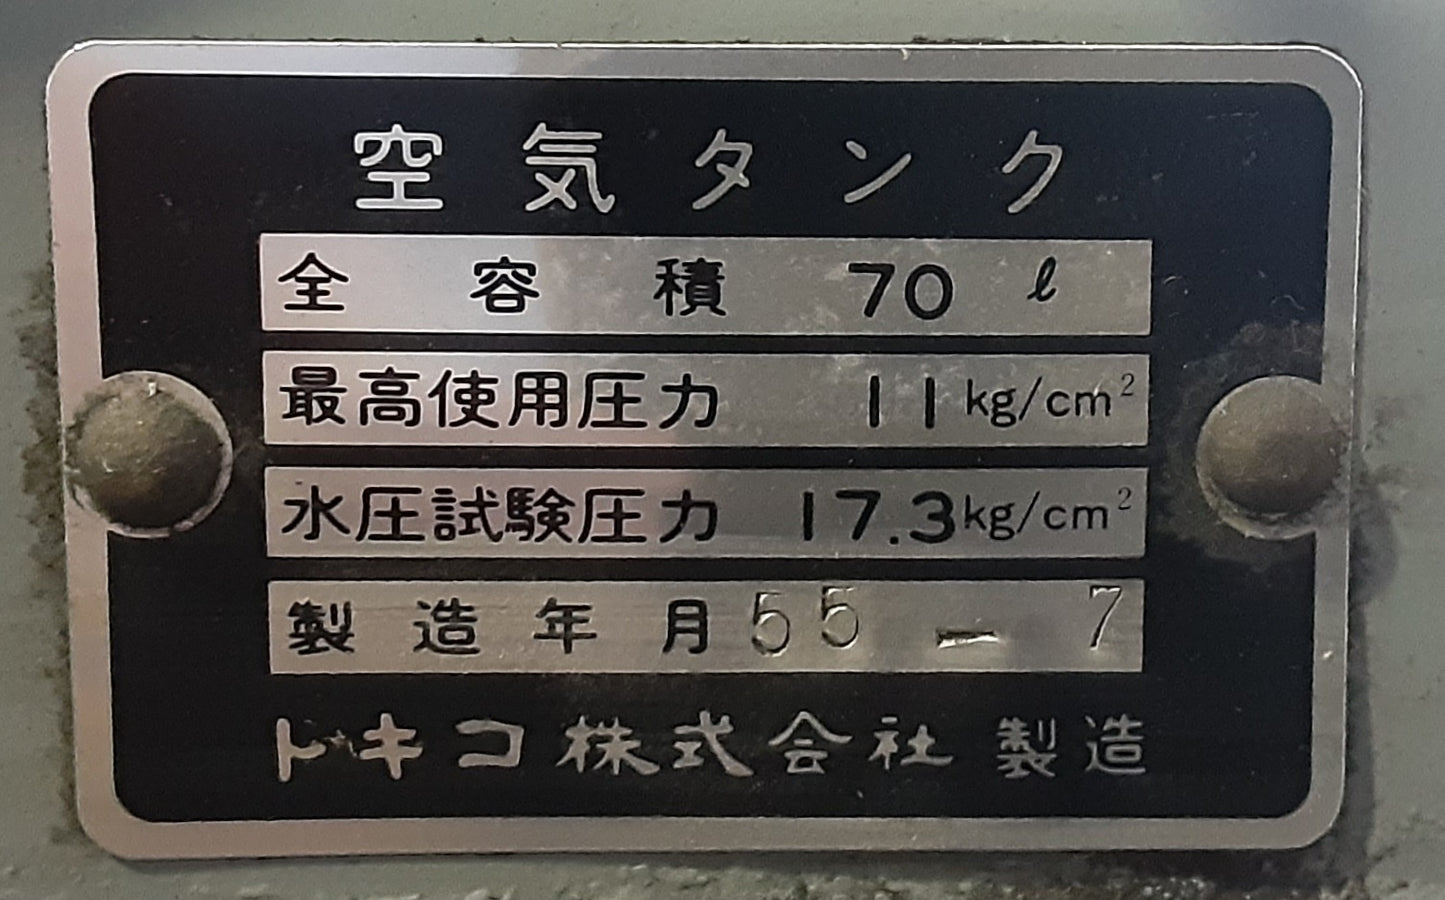 空気タンク
全容積 70 ℓ
最高使用圧力 11 kg/cm²
水圧試験圧力 17.3 kg/cm²
製造年月 55 - 7
トキコ株式会社 製造